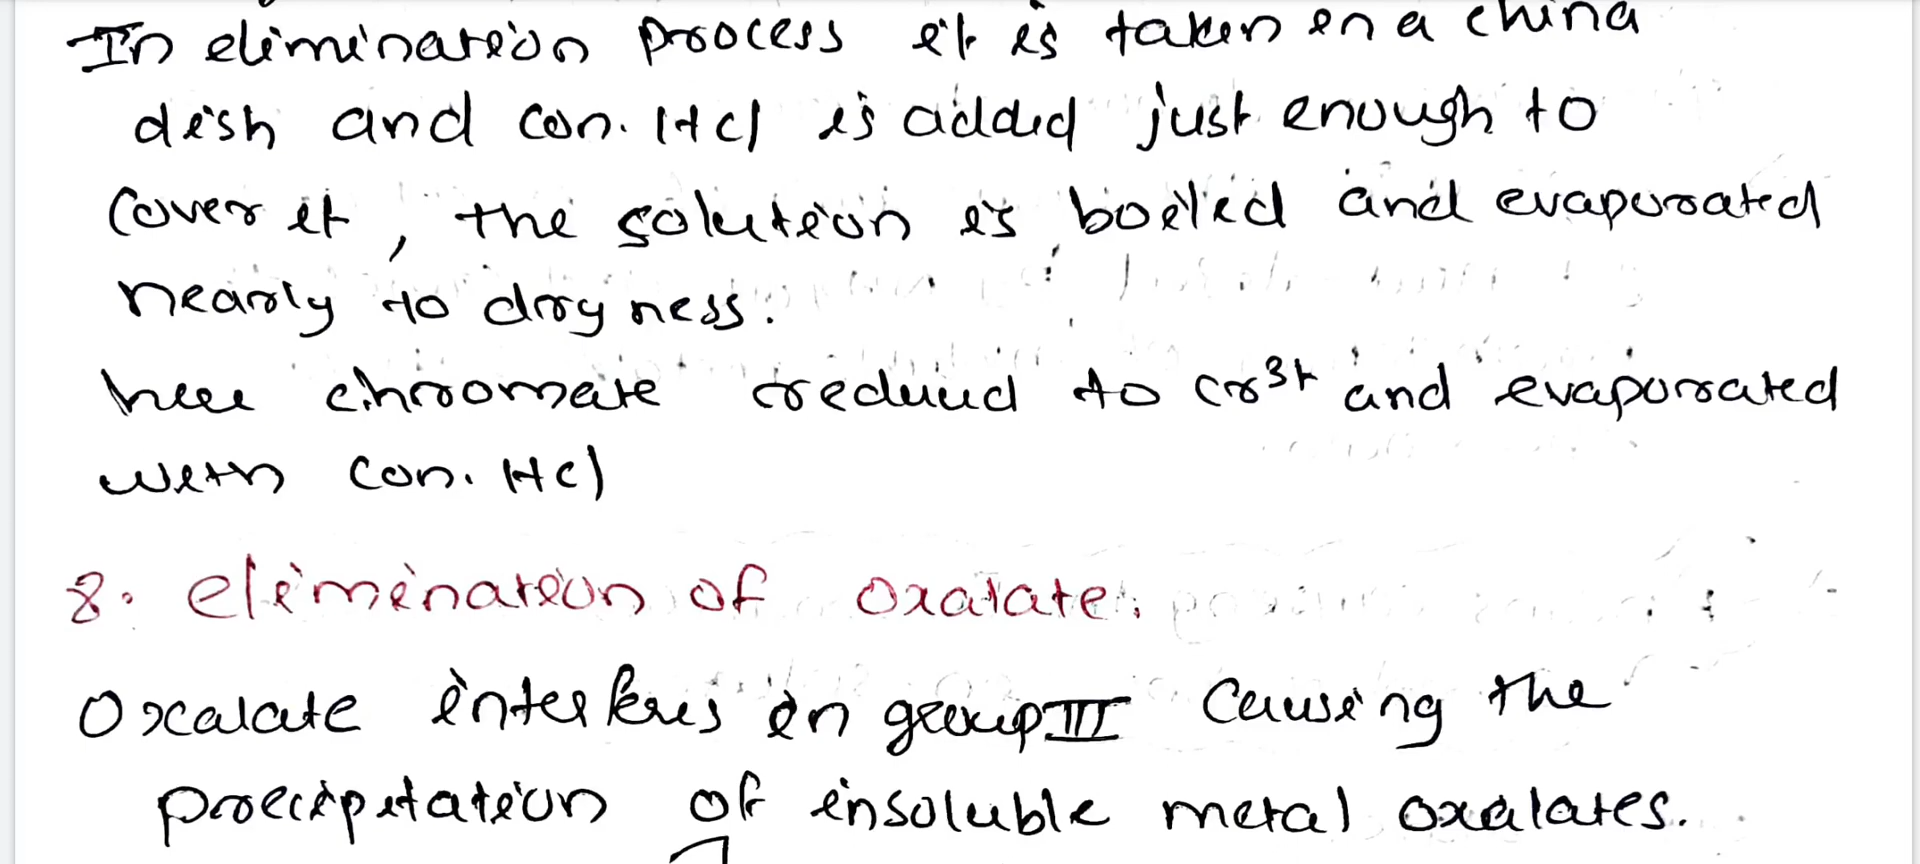 In elimination process it is taken in a china
dish and con. HCl is added just enough to
cover it, the solution is boiled and evaporated
nearly to dryness.
here chromate reduced to Cr3+ and evaporated
with con. HCl
8. elimination of oxalate.
Oxalate interferes in group III causing the
precipitation of insoluble metal oxalates.